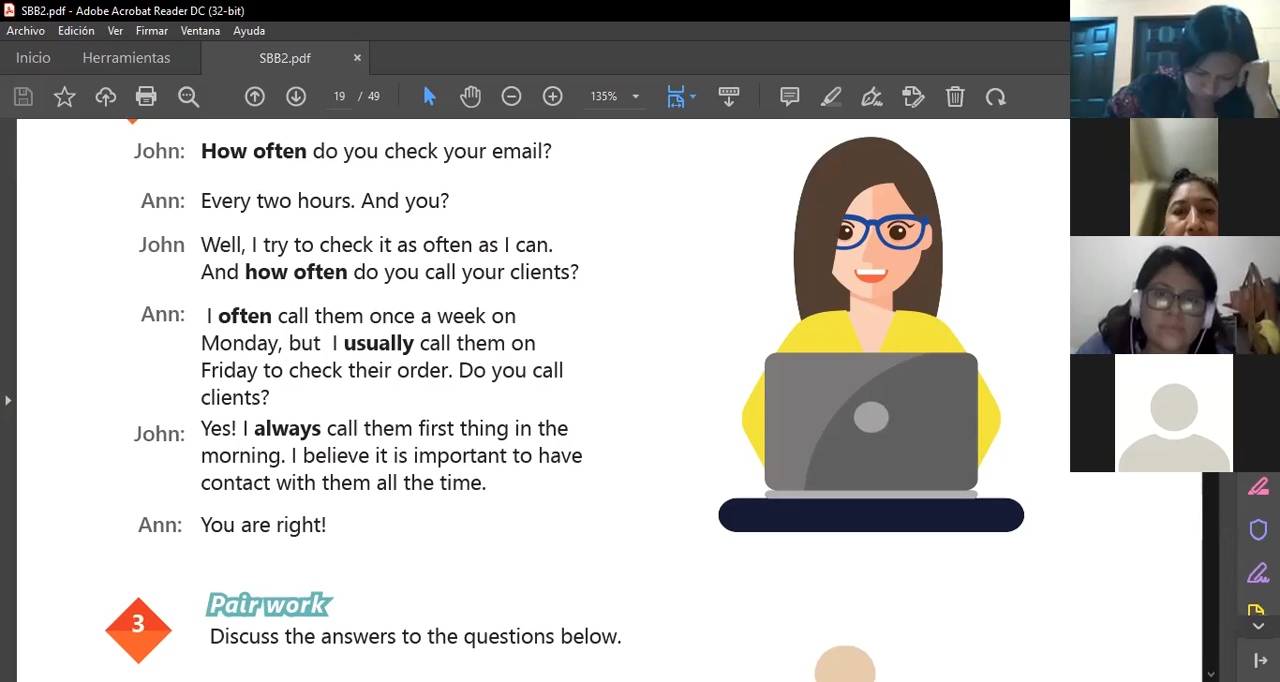 SBB2.pdf - Adobe Acrobat Reader DC (32-bit)
Archivo Edición Ver Firmar Ventana Ayuda
Inicio Herramientas SBB2.pdf ×
19 / 49 135%
John: How often do you check your email?
Ann: Every two hours. And you?
John Well, I try to check it as often as I can.
And how often do you call your clients?
Ann: I often call them once a week on
Monday, but I usually call them on
Friday to check their order. Do you call
clients?
John: Yes! I always call them first thing in the
morning. I believe it is important to have
contact with them all the time.
Ann: You are right!
3 Pair work
Discuss the answers to the questions below.